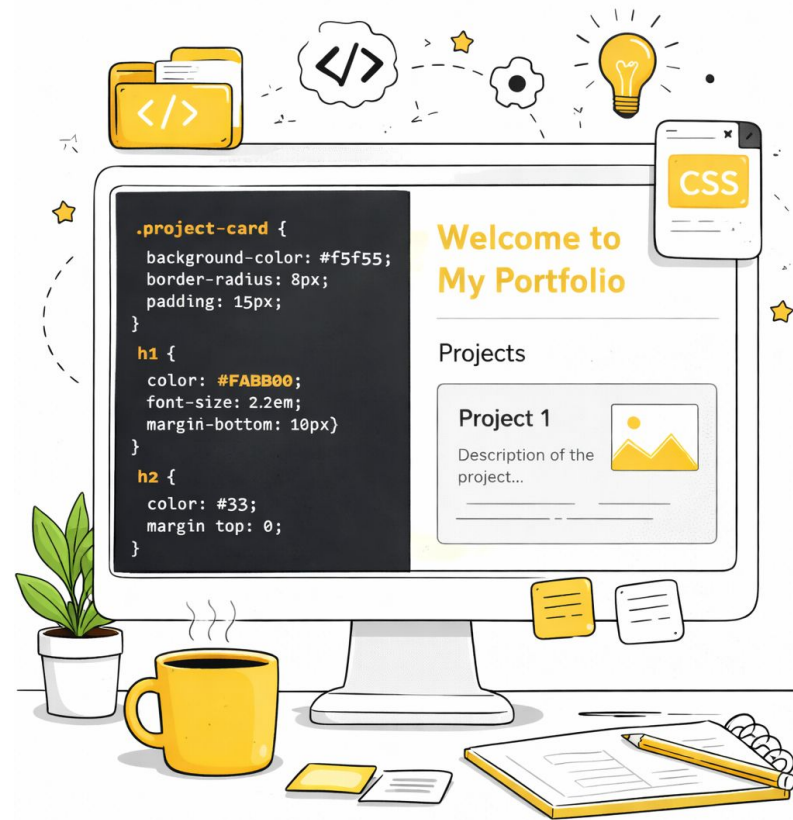 </>
</>
CSS
.project-card {
background-color: #f5f55;
border-radius: 8px;
padding: 15px;
}
h1 {
color: #FABB00;
font-size: 2.2em;
margin-bottom: 10px}
}
h2 {
color: #33;
margin top: 0;
}
Welcome to
My Portfolio
Projects
Project 1
Description of the
project...